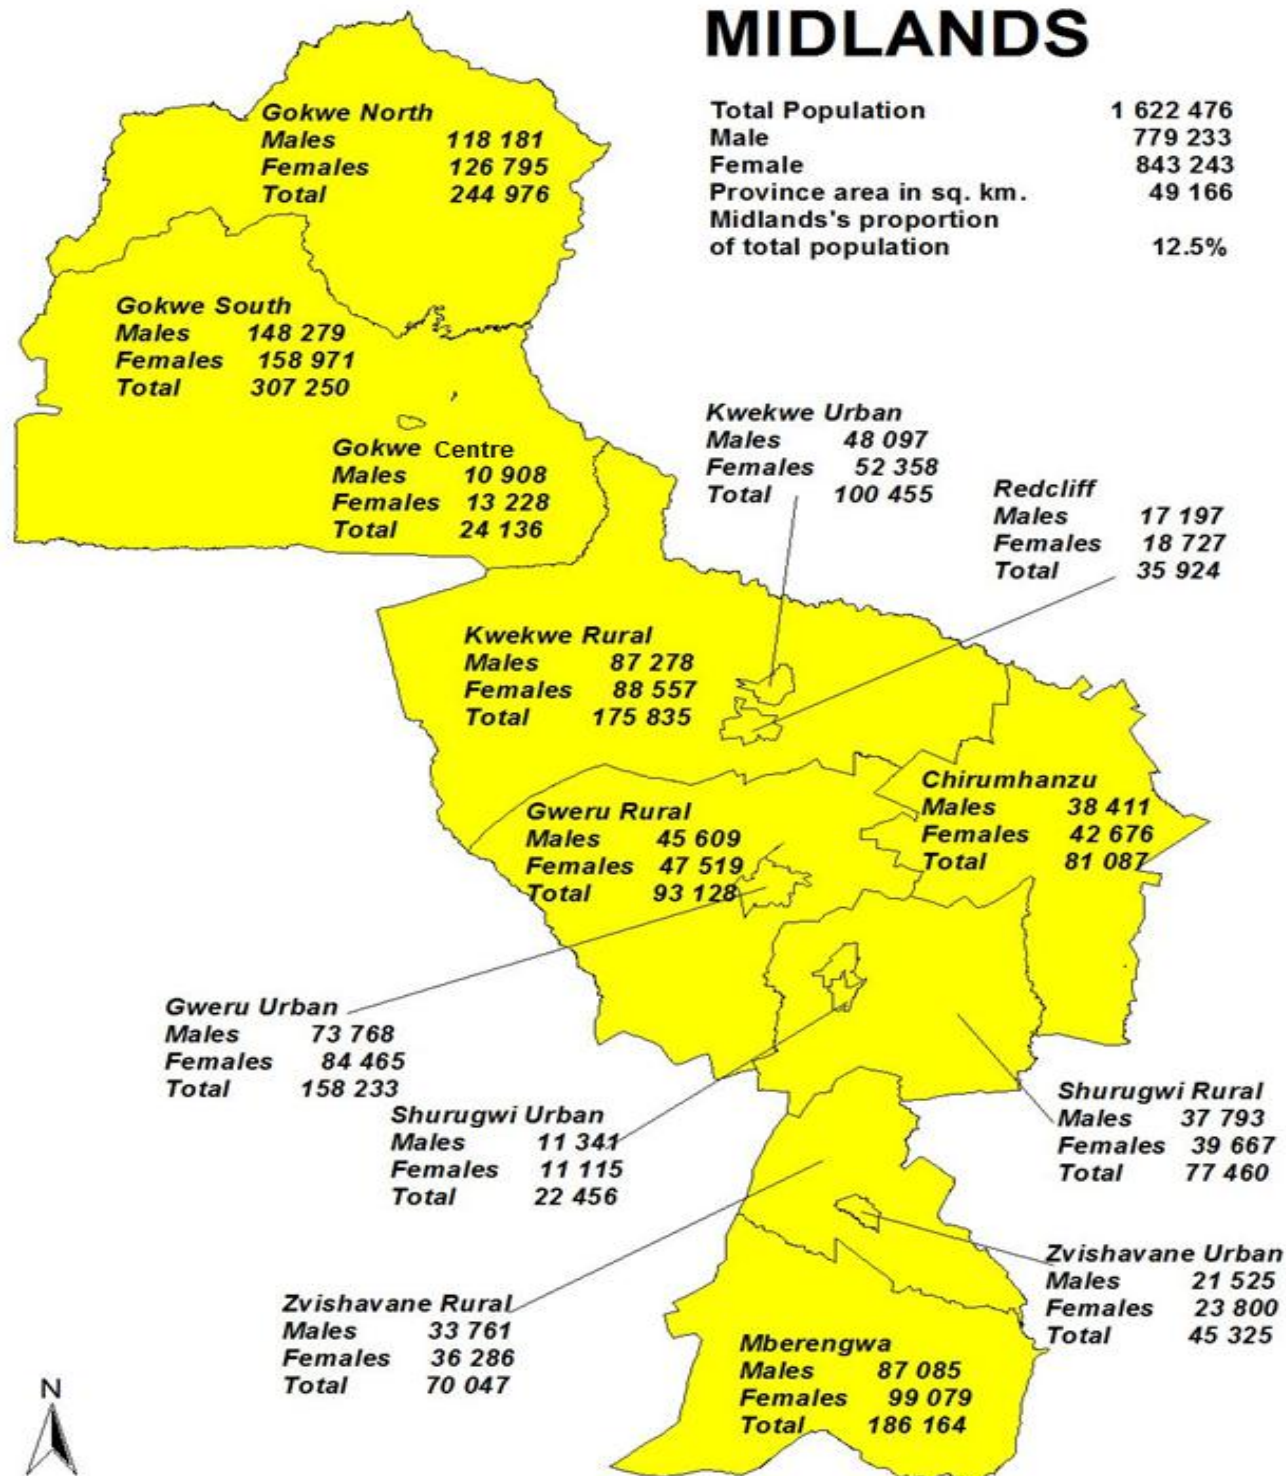 MIDLANDS
Total Population 1 622 476
Male 779 233
Female 843 243
Province area in sq. km. 49 166
Midlands's proportion
of total population 12.5%
Gokwe North
Males 118 181
Females 126 795
Total 244 976
Gokwe South
Males 148 279
Females 158 971
Total 307 250
Gokwe Centre
Males 10 908
Females 13 228
Total 24 136
Kwekwe Urban
Males 48 097
Females 52 358
Total 100 455
Redcliff
Males 17 197
Females 18 727
Total 35 924
Kwekwe Rural
Males 87 278
Females 88 557
Total 175 835
Chirumhanzu
Males 38 411
Females 42 676
Total 81 087
Gweru Rural
Males 45 609
Females 47 519
Total 93 128
Gweru Urban
Males 73 768
Females 84 465
Total 158 233
Shurugwi Urban
Males 11 341
Females 11 115
Total 22 456
Shurugwi Rural
Males 37 793
Females 39 667
Total 77 460
Zvishavane Urban
Males 21 525
Females 23 800
Total 45 325
Zvishavane Rural
Males 33 761
Females 36 286
Total 70 047
Mberengwa
Males 87 085
Females 99 079
Total 186 164
N